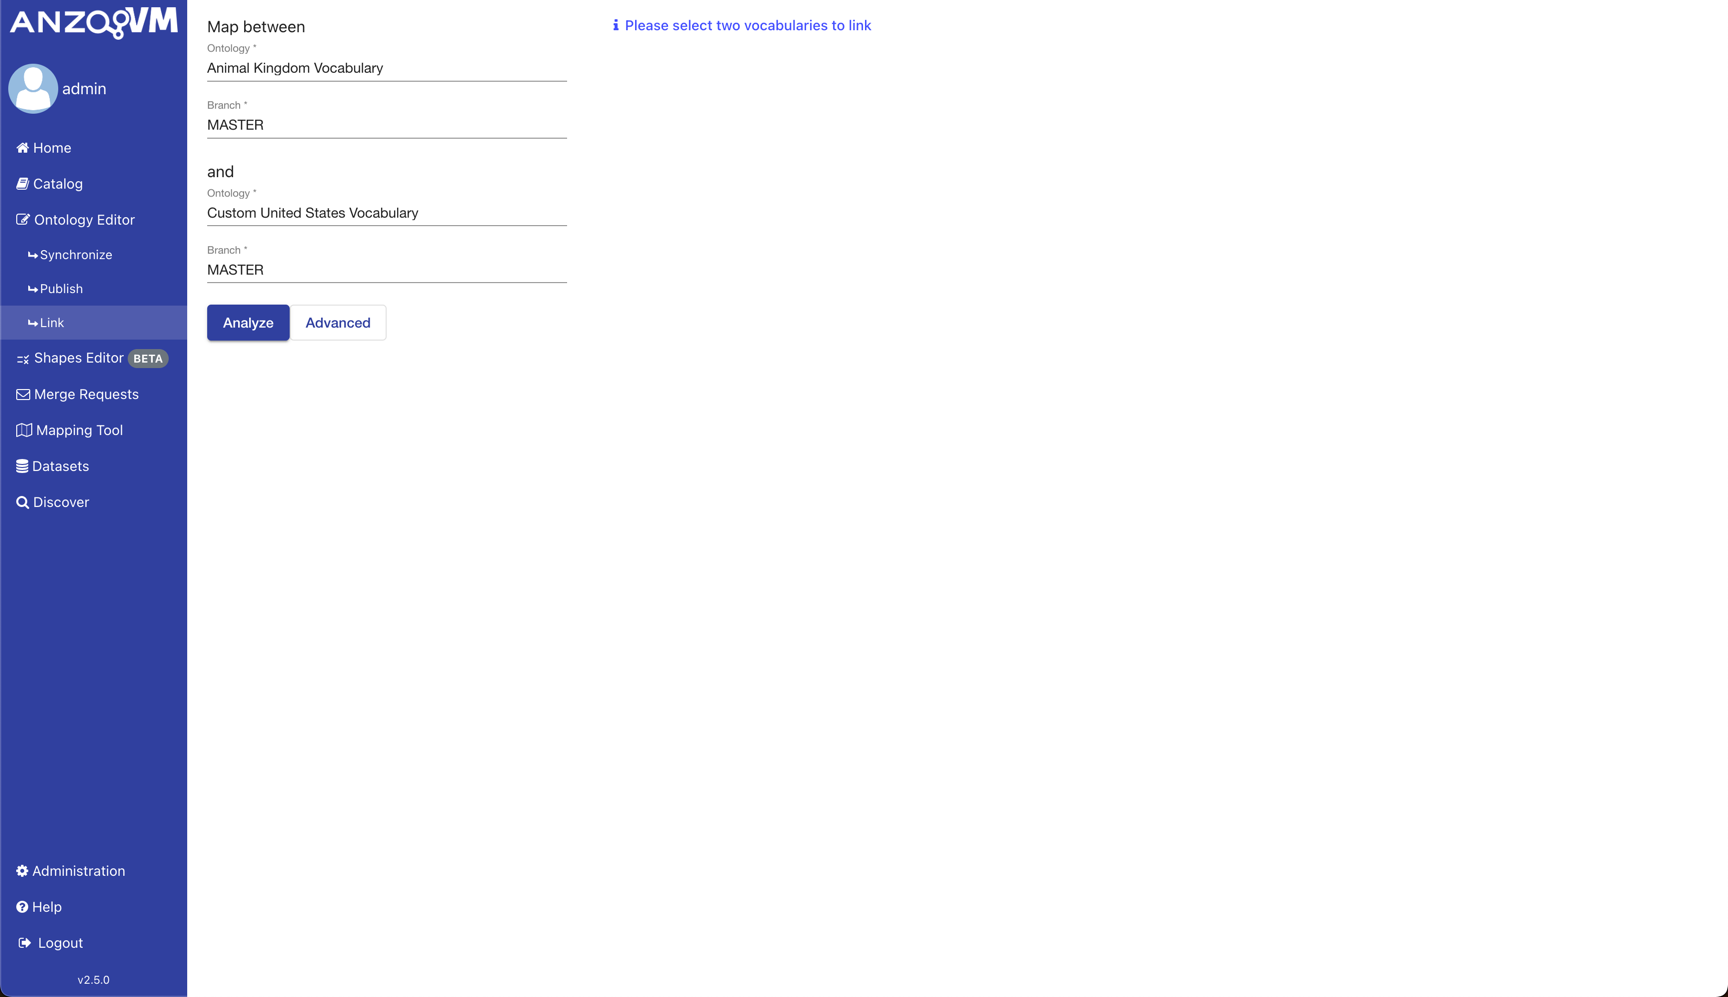 ANZO VM
admin
Home
Catalog
Ontology Editor
Synchronize
Publish
Link
Shapes Editor BETA
Merge Requests
Mapping Tool
Datasets
Discover
Administration
Help
Logout
v2.5.0
Map between
Ontology *
Animal Kingdom Vocabulary
Branch *
MASTER
and
Ontology *
Custom United States Vocabulary
Branch *
MASTER
Analyze
Advanced
Please select two vocabularies to link